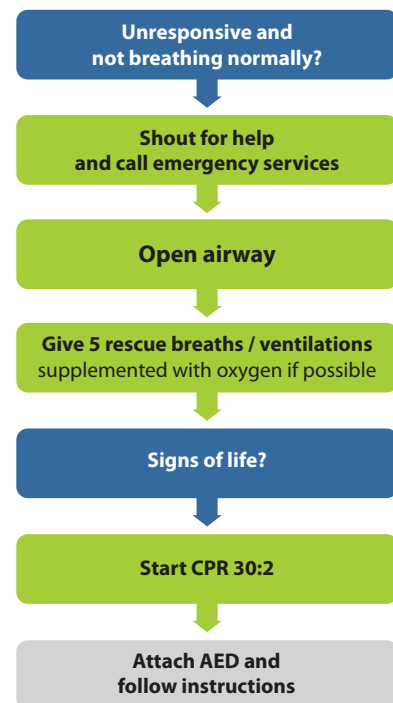 Unresponsive and
not breathing normally?
Shout for help
and call emergency services
Open airway
Give 5 rescue breaths / ventilations
supplemented with oxygen if possible
Signs of life?
Start CPR 30:2
Attach AED and
follow instructions